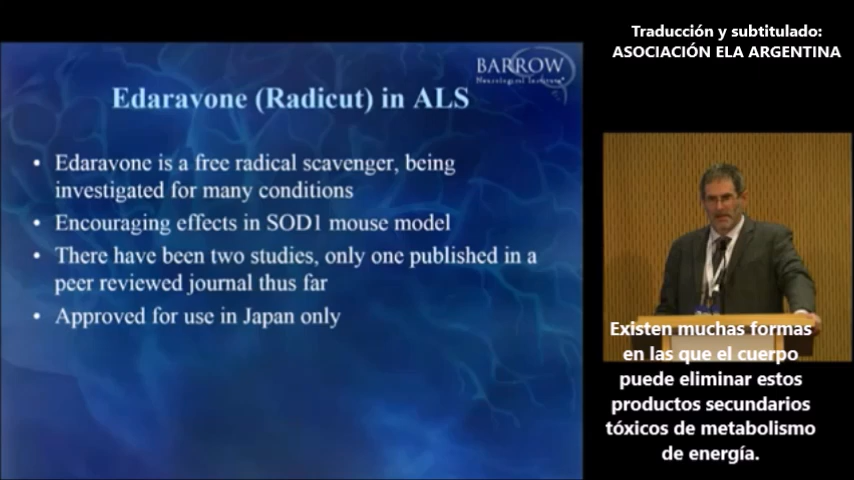 BARROW
Neurological Institute
Edaravone (Radicut) in ALS
• Edaravone is a free radical scavenger, being
investigated for many conditions
• Encouraging effects in SOD1 mouse model
• There have been two studies, only one published in a
peer reviewed journal thus far
• Approved for use in Japan only
Traducción y subtitulado:
ASOCIACIÓN ELA ARGENTINA
Existen muchas formas
en las que el cuerpo
puede eliminar estos
productos secundarios
tóxicos de metabolismo
de energía.